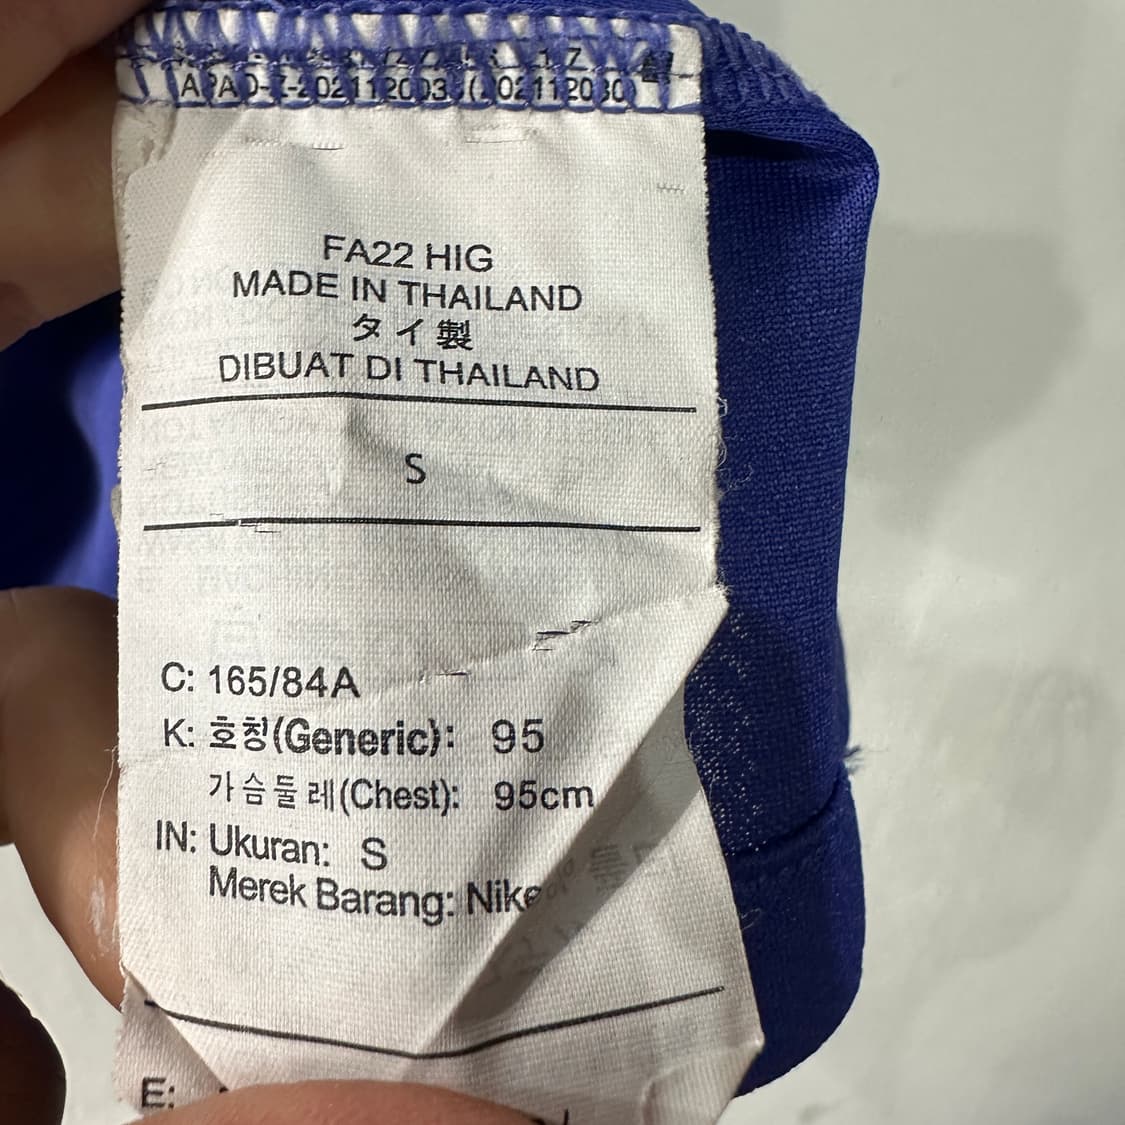 FA22 HIG
MADE IN THAILAND
タイ製
DIBUAT DI THAILAND
S
C: 165/84A
K: 호칭(Generic): 95
가슴둘레(Chest): 95cm
IN: Ukuran: S
Merek Barang: Nike
E: